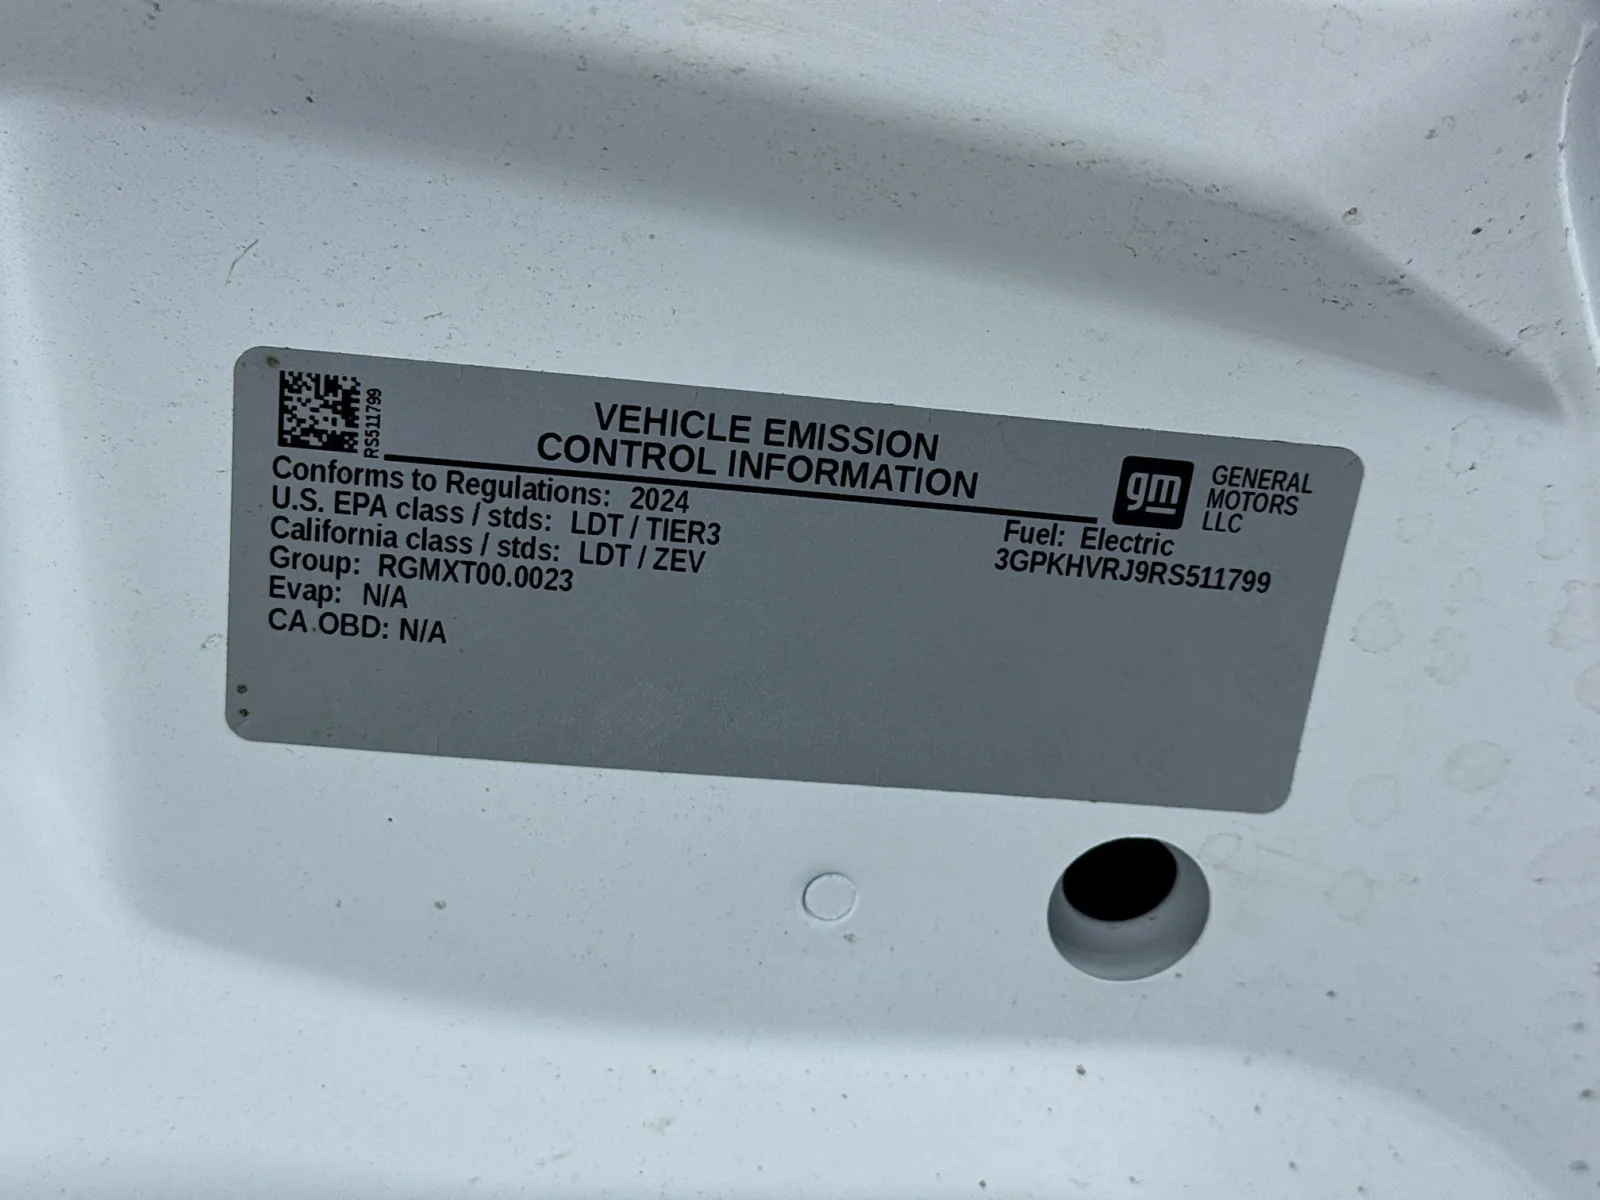 RS511799
VEHICLE EMISSION
CONTROL INFORMATION
gm
GENERAL
MOTORS
LLC
Conforms to Regulations: 2024
U.S. EPA class / stds: LDT / TIER3
California class / stds: LDT / ZEV
Group: RGMXT00.0023
Evap: N/A
CA OBD: N/A
Fuel: Electric
3GPKHVRJ9RS511799